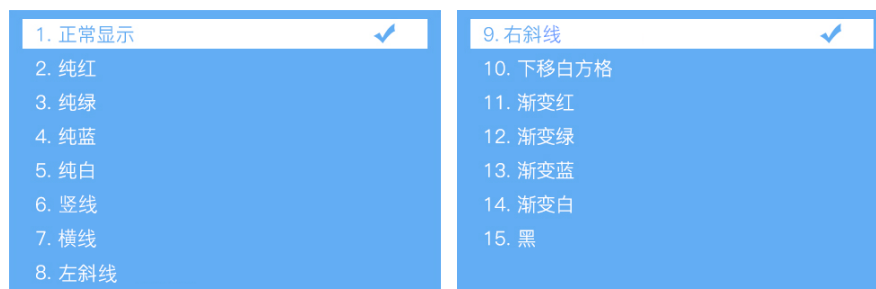 1. 正常显示
2. 纯红
3. 纯绿
4. 纯蓝
5. 纯白
6. 竖线
7. 横线
8. 左斜线
9. 右斜线
10. 下移白方格
11. 渐变红
12. 渐变绿
13. 渐变蓝
14. 渐变白
15. 黑